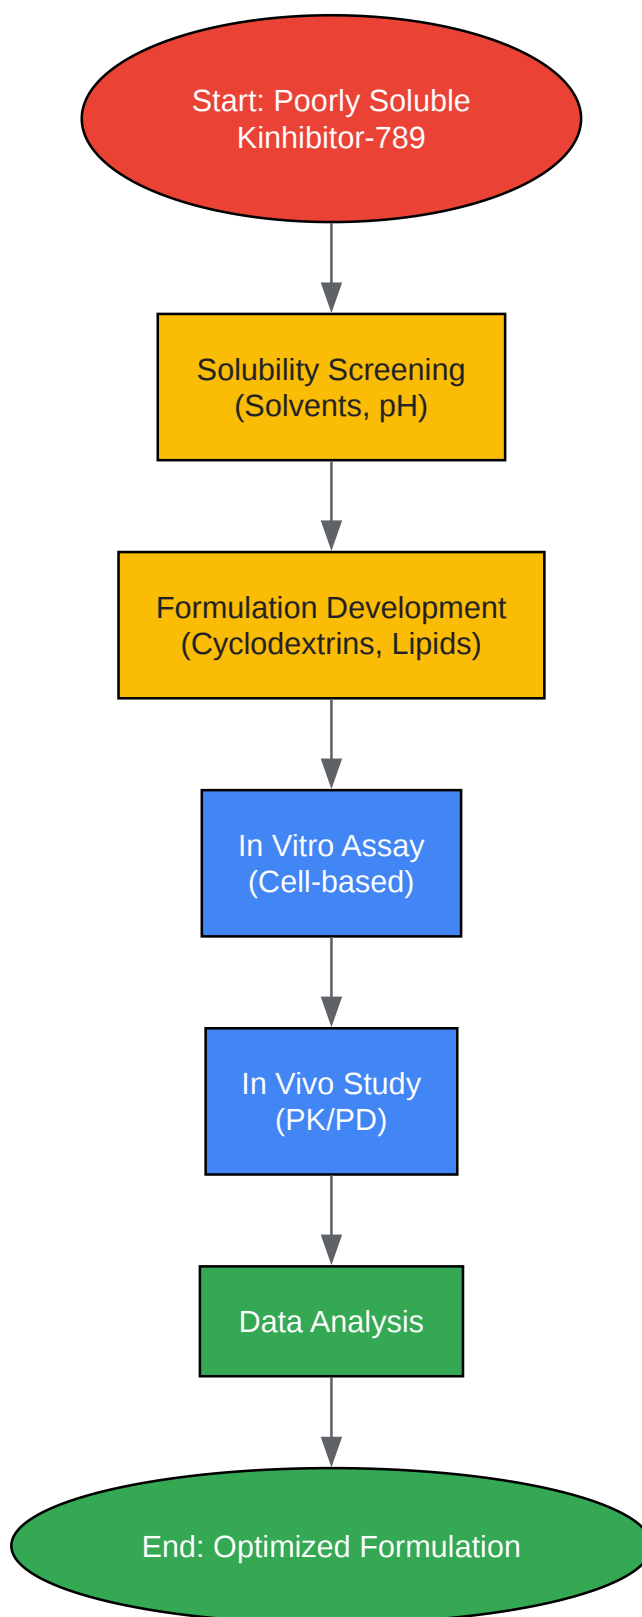 Start: Poorly Soluble
Kinhibitor-789
Solubility Screening
(Solvents, pH)
Formulation Development
(Cyclodextrins, Lipids)
In Vitro Assay
(Cell-based)
In Vivo Study
(PK/PD)
Data Analysis
End: Optimized Formulation